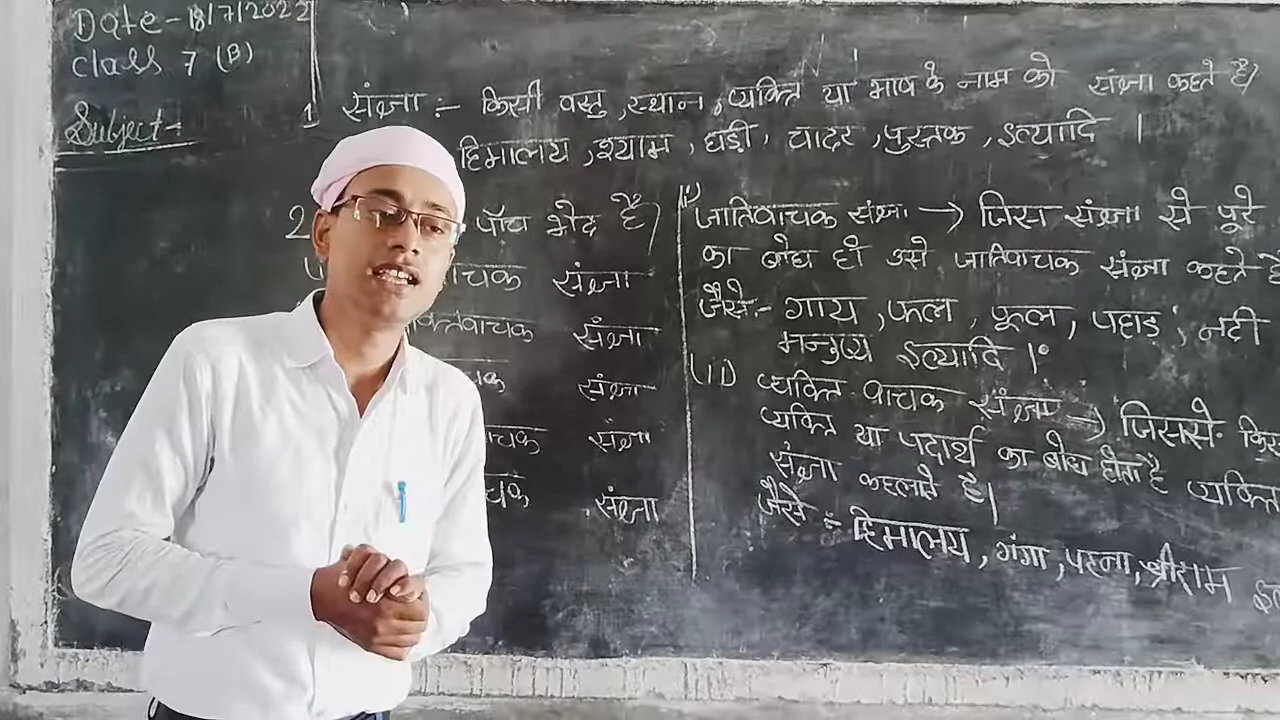 Date - 18/7/2022
Class 7 (B)
Subject -
1 संज्ञा :- किसी वस्तु, स्थान, व्यक्ति या भाव के नाम को संज्ञा कहते है।
हिमालय, श्याम, घड़ी, चादर, पुस्तक, इत्यादि ।
2 पाँच भेद है।
वाचक संज्ञा
व्यक्तिवाचक संज्ञा
संज्ञा
वाचक संज्ञा
संज्ञा
(i) जातिवाचक संज्ञा → जिस संज्ञा से पूरे
का बोध हो उसे जातिवाचक संज्ञा कहते है
जैसे:- गाय, फल, फूल, पहाड़, नदी
मनुष्य इत्यादि ।
(ii) व्यक्ति वाचक संज्ञा → जिससे किस
व्यक्ति या पदार्थ का बोध होता है व्यक्ति
संज्ञा कहलाते है।
जैसे :- हिमालय, गंगा, पटना, श्रीराम